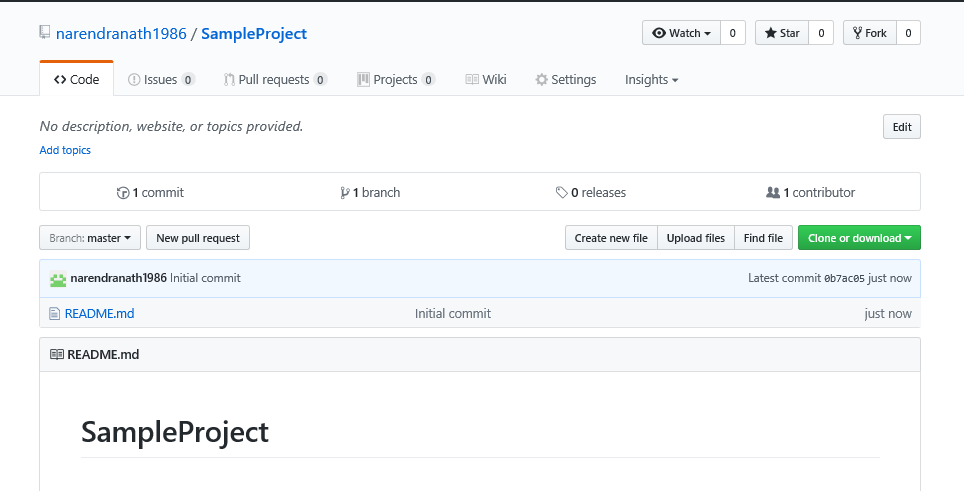 narendranath1986 / SampleProject
Watch 0 Star 0 Fork 0
Code Issues 0 Pull requests 0 Projects 0 Wiki Settings Insights
No description, website, or topics provided.
Edit
Add topics
1 commit 1 branch 0 releases 1 contributor
Branch: master New pull request Create new file Upload files Find file Clone or download
narendranath1986 Initial commit Latest commit 0b7ac05 just now
README.md Initial commit just now
README.md
SampleProject